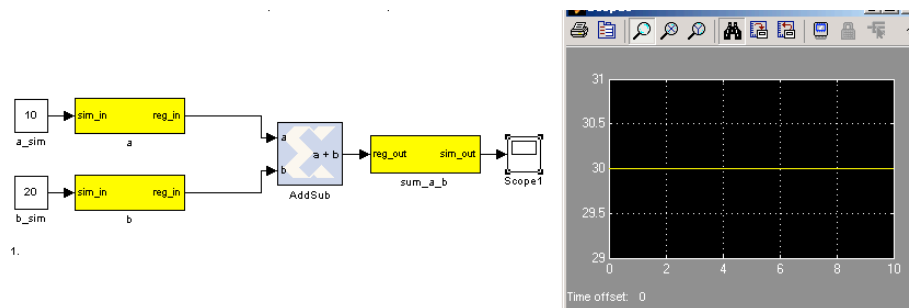 10
a_sim
sim_in reg_in
a
20
b_sim
sim_in reg_in
b
a
b
a + b
AddSub
reg_out sim_out
sum_a_b
Scope1
1.
31
30.5
30
29.5
29
0 2 4 6 8 10
Time offset: 0